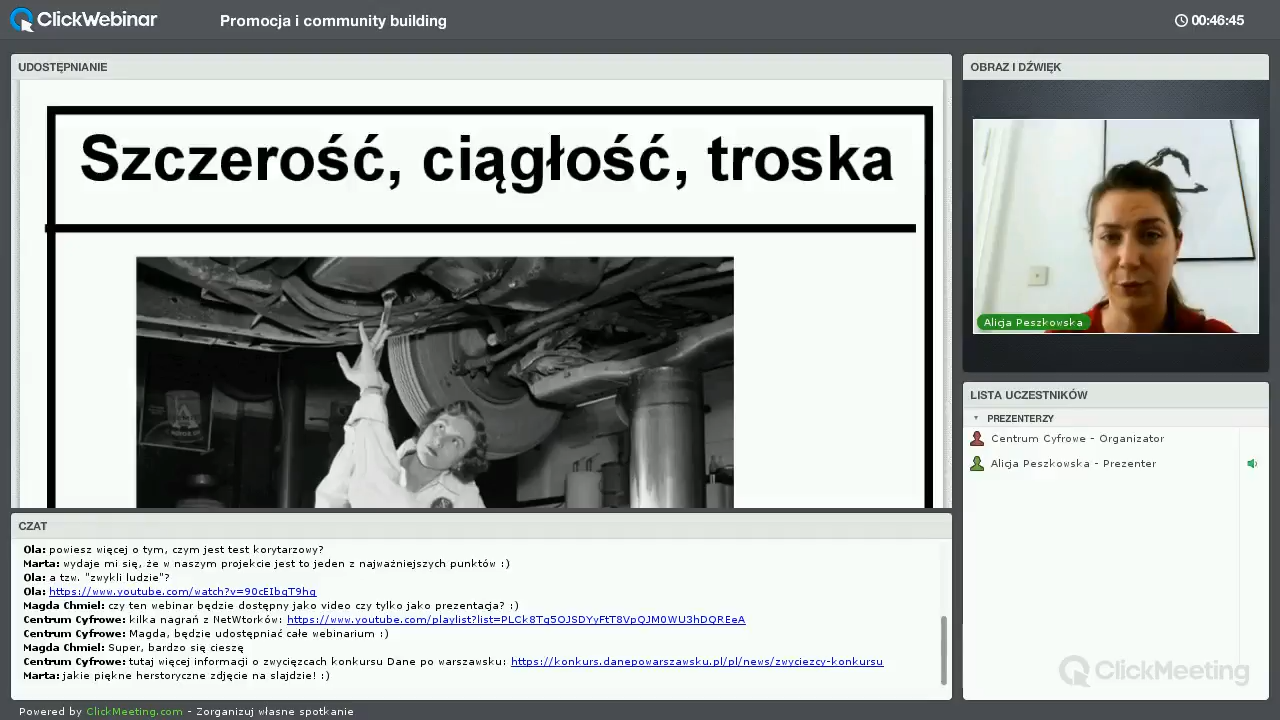 ClickWebinar
Promocja i community building
00:46:45
UDOSTĘPNIANIE
Szczerość, ciągłość, troska
OBRAZ I DŹWIĘK
Alicja Peszkowska
LISTA UCZESTNIKÓW
PREZENTERZY
Centrum Cyfrowe - Organizator
Alicja Peszkowska - Prezenter
CZAT
Ola: powiesz więcej o tym, czym jest test korytarzowy?
Marta: wydaje mi się, że w naszym projekcie jest to jeden z najważniejszych punktów :)
Ola: a tzw. "zwykli ludzie"?
Ola: https://www.youtube.com/watch?v=90cEIbqT9hg
Magda Chmiel: czy ten webinar będzie dostępny jako video czy tylko jako prezentacja? :)
Centrum Cyfrowe: kilka nagrań z NetWtorków: https://www.youtube.com/playlist?list=PLCk8Tq5OJSDYyFtT8VpQJM0WU3hDQREeA
Centrum Cyfrowe: Magda, będzie udostępniać całe webinarium :)
Magda Chmiel: Super, bardzo się cieszę
Centrum Cyfrowe: tutaj więcej informacji o zwycięzcach konkursu Dane po warszawsku: https://konkurs.danepowarszawsku.pl/pl/news/zwyciezcy-konkursu
Marta: jakie piękne herstoryczne zdjęcie na slajdzie! :)
ClickMeeting
Powered by ClickMeeting.com - Zorganizuj własne spotkanie